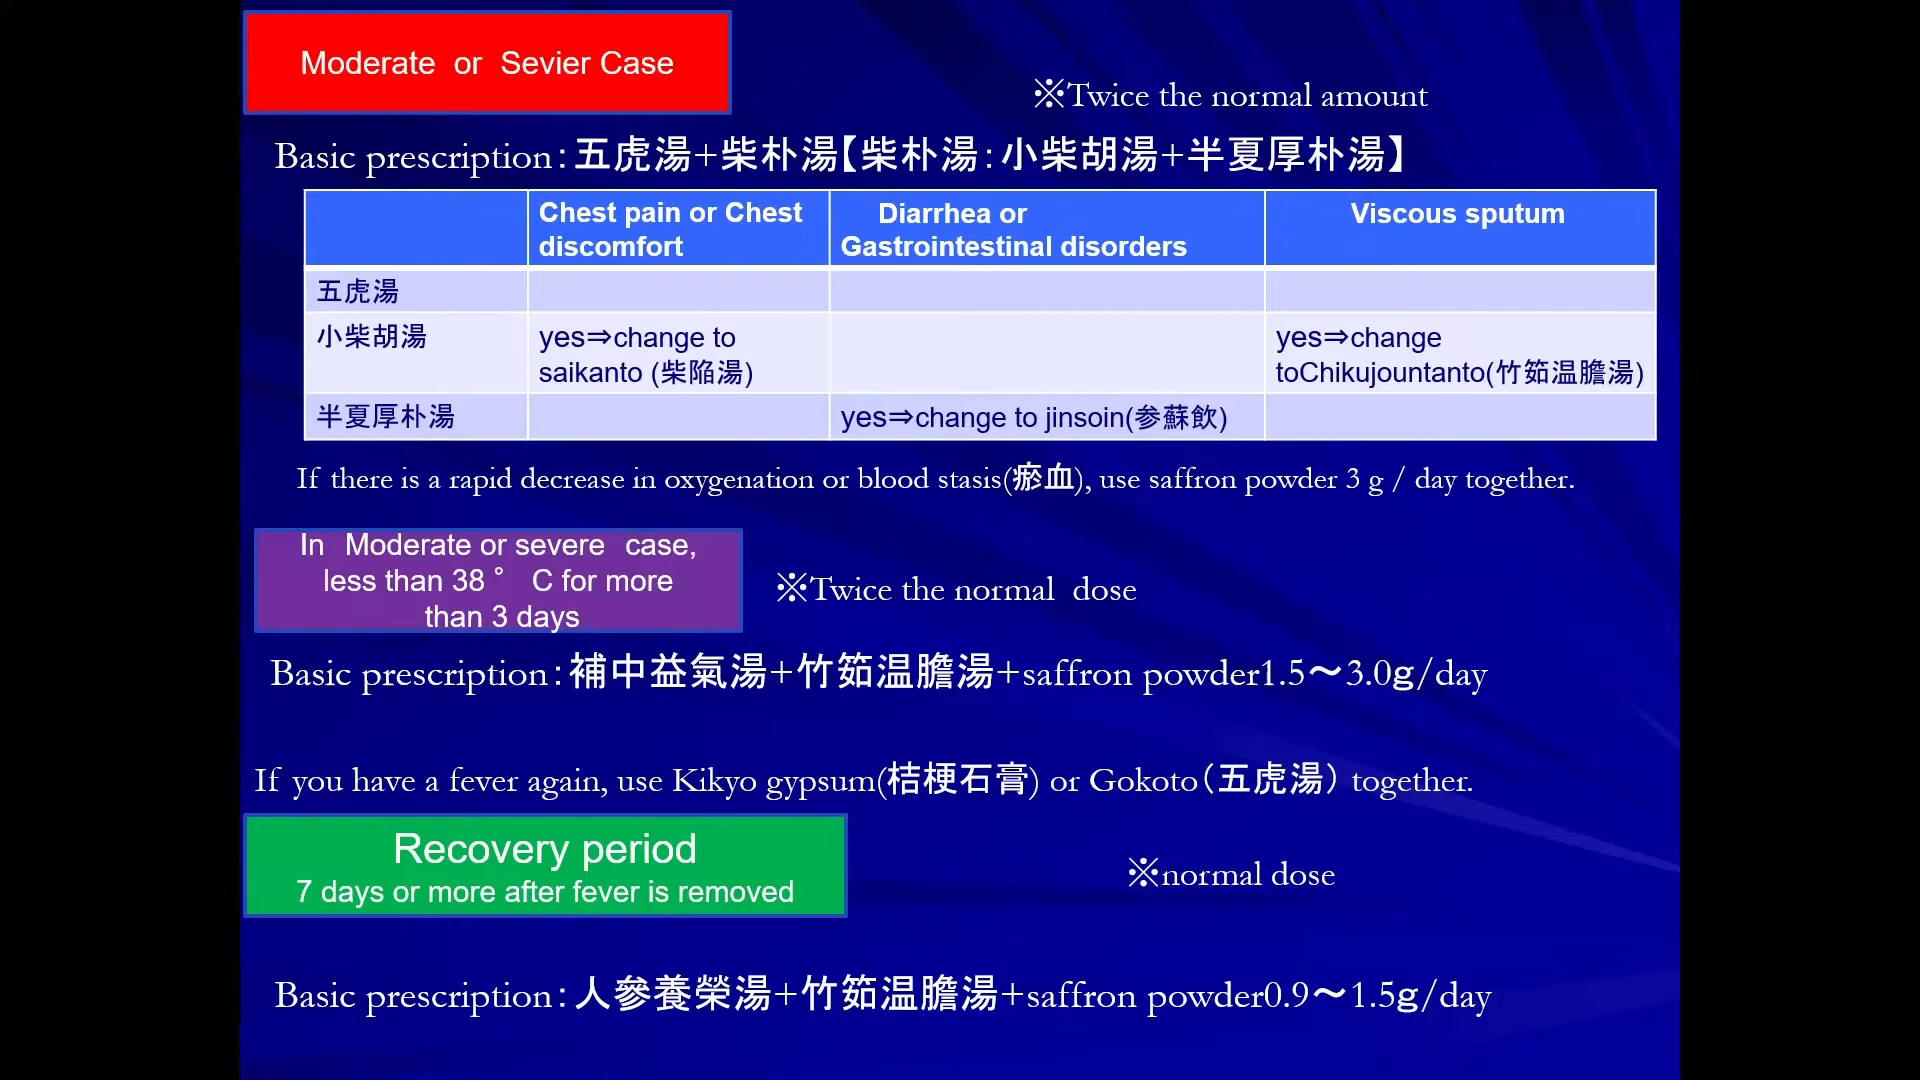 Moderate or Sevier Case
※Twice the normal amount
Basic prescription：五虎湯+柴朴湯【柴朴湯：小柴胡湯+半夏厚朴湯】
Chest pain or Chest
discomfort
Diarrhea or
Gastrointestinal disorders
Viscous sputum
五虎湯
小柴胡湯
yes⇒change to
saikanto (柴陥湯)
yes⇒change
toChikujountanto(竹筎温膽湯)
半夏厚朴湯
yes⇒change to jinsoin(参蘇飲)
If there is a rapid decrease in oxygenation or blood stasis(瘀血), use saffron powder 3 g / day together.
In Moderate or severe case,
less than 38 ° C for more
than 3 days
※Twice the normal dose
Basic prescription：補中益氣湯+竹筎温膽湯+saffron powder1.5～3.0g/day
If you have a fever again, use Kikyo gypsum(桔梗石膏) or Gokoto（五虎湯）together.
Recovery period
7 days or more after fever is removed
※normal dose
Basic prescription：人參養榮湯+竹筎温膽湯+saffron powder0.9～1.5g/day